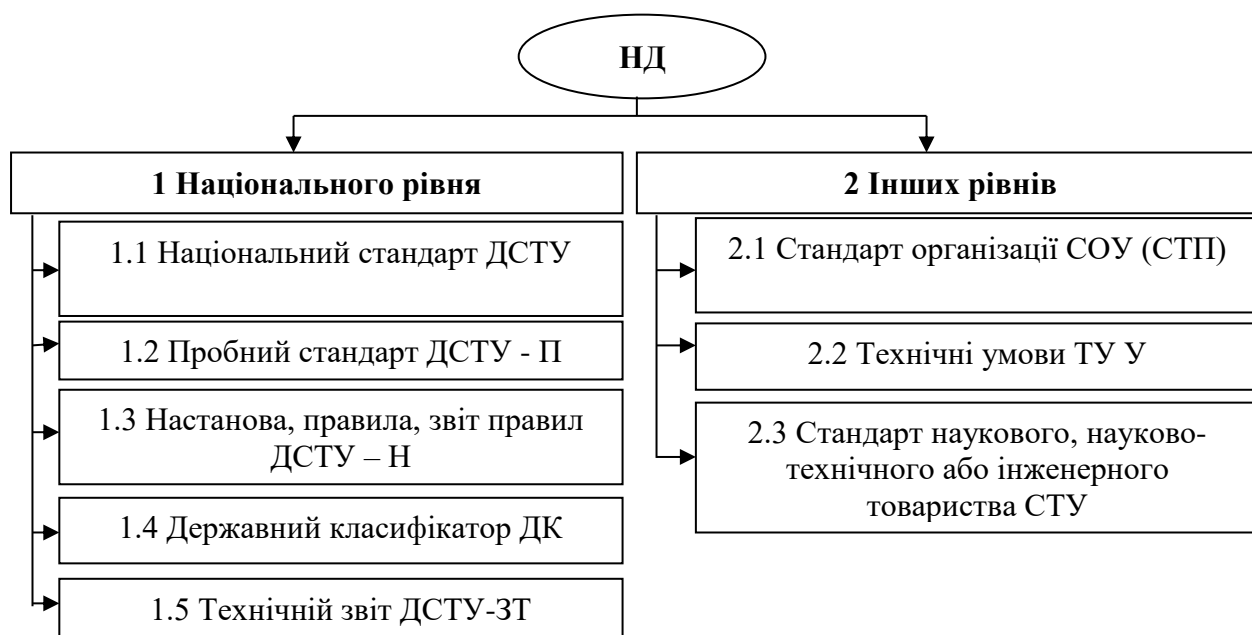 НД
1 Національного рівня
1.1 Національний стандарт ДСТУ
1.2 Пробний стандарт ДСТУ - П
1.3 Настанова, правила, звіт правил
ДСТУ – Н
1.4 Державний класифікатор ДК
1.5 Технічній звіт ДСТУ-ЗТ
2 Інших рівнів
2.1 Стандарт організації СОУ (СТП)
2.2 Технічні умови ТУ У
2.3 Стандарт наукового, науково-
технічного або інженерного
товариства СТУ